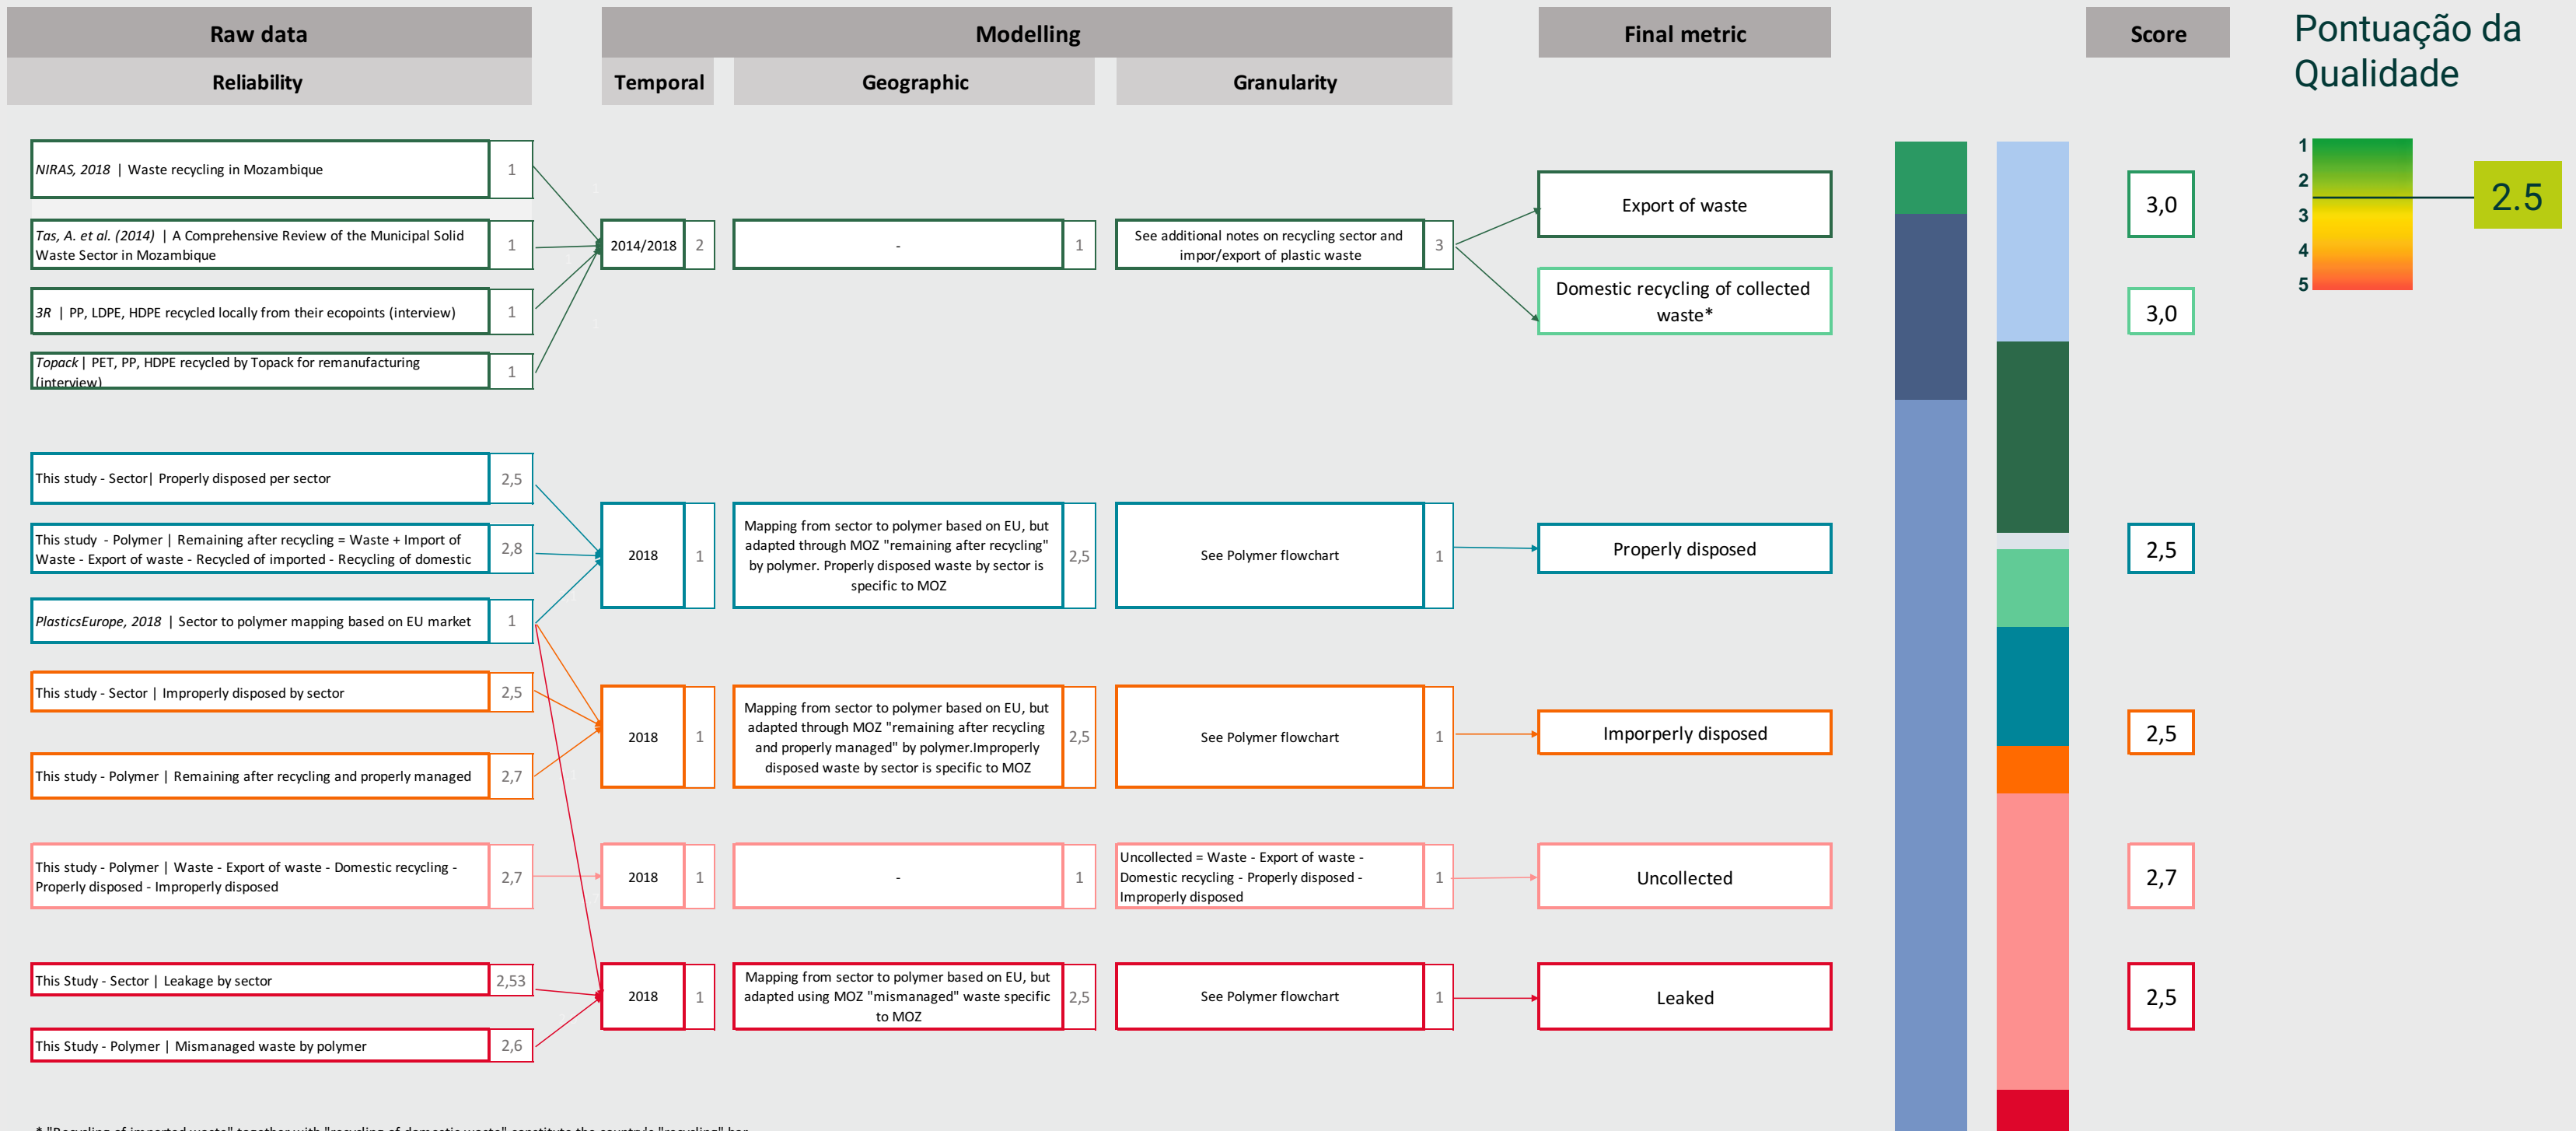 Raw data
Modelling
Final metric
Score
Pontuação da
Qualidade
Reliability
Temporal
Geographic
Granularity
NIRAS, 2018 | Waste recycling in Mozambique
1
Tas, A. et al. (2014) | A Comprehensive Review of the Municipal Solid
Waste Sector in Mozambique
1
3R | PP, LDPE, HDPE recycled locally from their ecopoints (interview)
1
Topack | PET, PP, HDPE recycled by Topack for remanufacturing
(interview)
1
2014/2018
2
-
1
See additional notes on recycling sector and
impor/export of plastic waste
3
Export of waste
3,0
Domestic recycling of collected
waste*
3,0
1
2
3
4
5
2.5
This study - Sector| Properly disposed per sector
2,5
This study - Polymer | Remaining after recycling = Waste + Import of
Waste - Export of waste - Recycled of imported - Recycling of domestic
2,8
PlasticsEurope, 2018 | Sector to polymer mapping based on EU market
1
2018
1
Mapping from sector to polymer based on EU, but
adapted through MOZ "remaining after recycling"
by polymer. Properly disposed waste by sector is
specific to MOZ
2,5
See Polymer flowchart
1
Properly disposed
2,5
This study - Sector | Improperly disposed by sector
2,5
This study - Polymer | Remaining after recycling and properly managed
2,7
2018
1
Mapping from sector to polymer based on EU, but
adapted through MOZ "remaining after recycling
and properly managed" by polymer.Improperly
disposed waste by sector is specific to MOZ
2,5
See Polymer flowchart
1
Imporperly disposed
2,5
This study - Polymer | Waste - Export of waste - Domestic recycling -
Properly disposed - Improperly disposed
2,7
2018
1
-
1
Uncollected = Waste - Export of waste -
Domestic recycling - Properly disposed -
Improperly disposed
1
Uncollected
2,7
This Study - Sector | Leakage by sector
2,53
This Study - Polymer | Mismanaged waste by polymer
2,6
2018
1
Mapping from sector to polymer based on EU, but
adapted using MOZ "mismanaged" waste specific
to MOZ
2,5
See Polymer flowchart
1
Leaked
2,5
* "Recycling of imported waste" together with "recycling of domestic waste" constitute the country's "recycling" bar